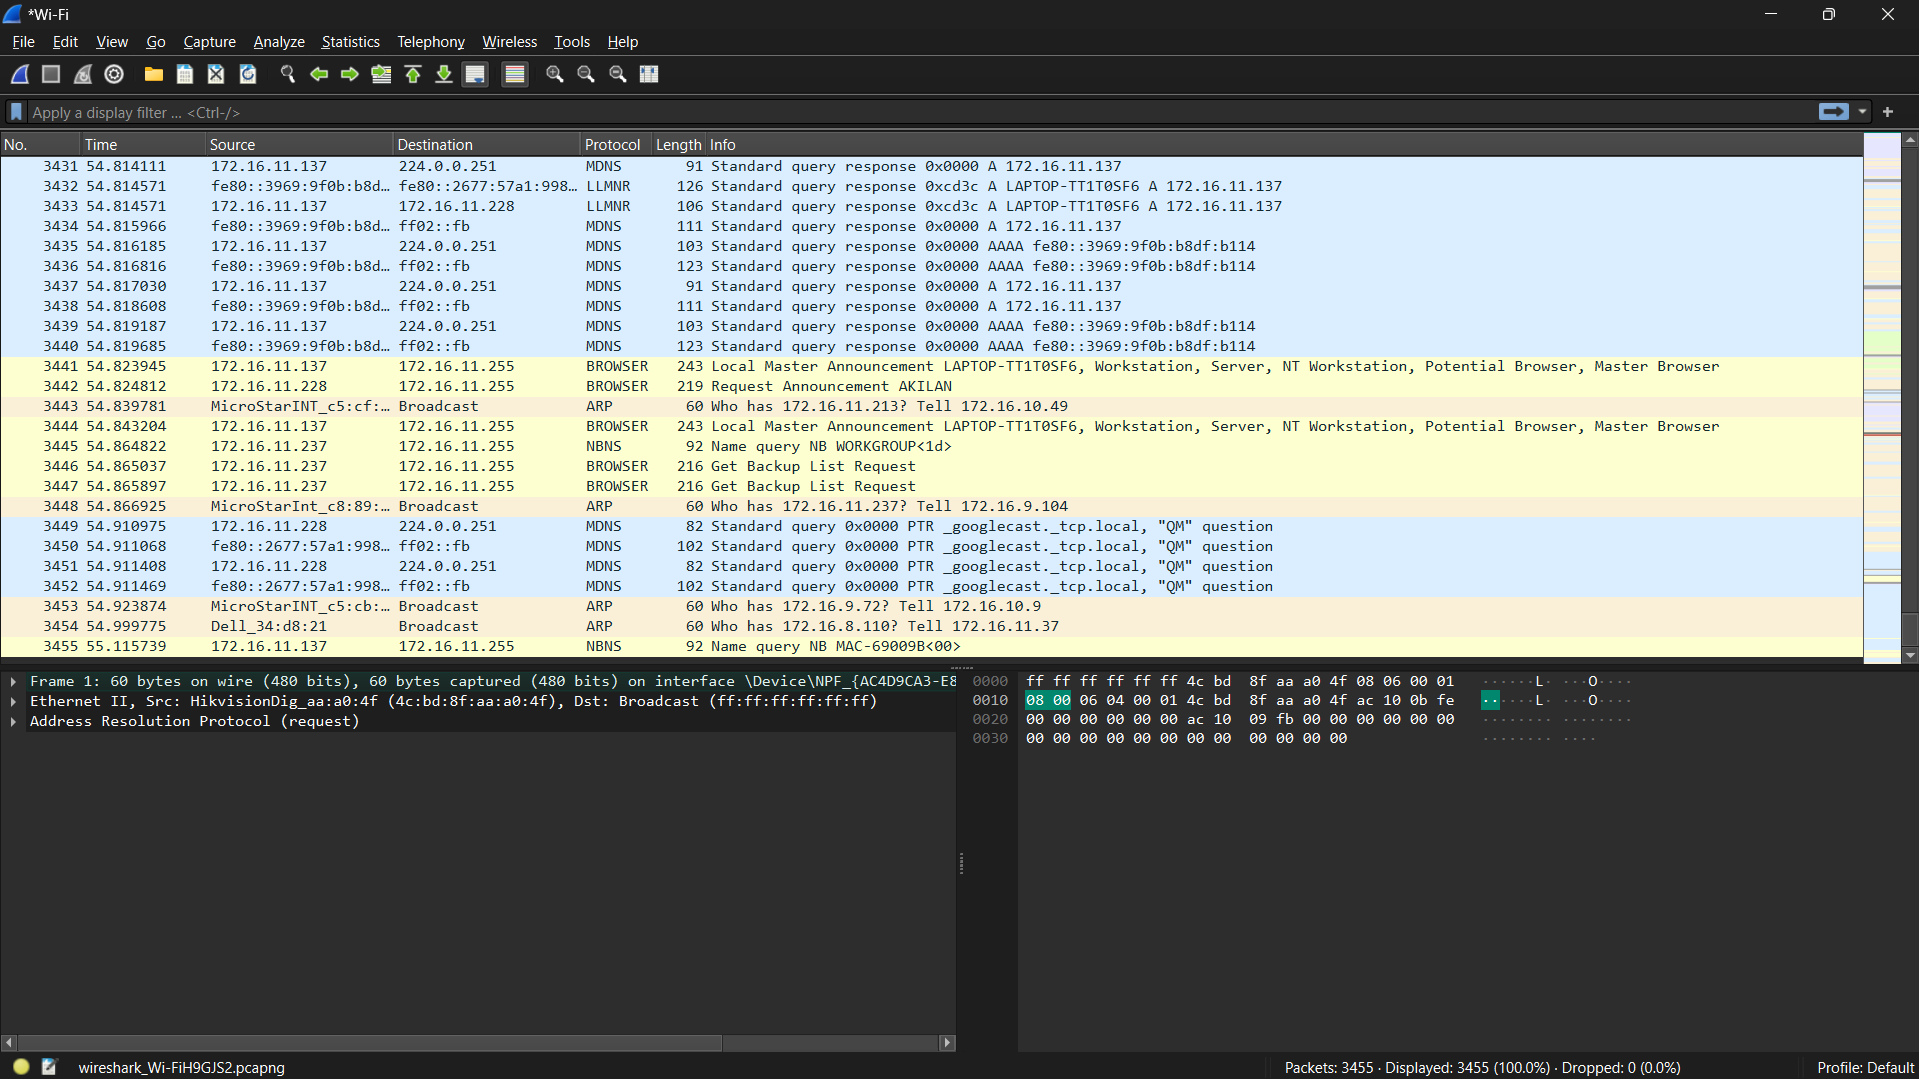 *Wi-Fi
File Edit View Go Capture Analyze Statistics Telephony Wireless Tools Help
Apply a display filter ... <Ctrl-/>
No. Time Source Destination Protocol Length Info
3431 54.814111 172.16.11.137 224.0.0.251 MDNS 91 Standard query response 0x0000 A 172.16.11.137
3432 54.814571 fe80::3969:9f0b:b8d… fe80::2677:57a1:998… LLMNR 126 Standard query response 0xcd3c A LAPTOP-TT1T0SF6 A 172.16.11.137
3433 54.814571 172.16.11.137 172.16.11.228 LLMNR 106 Standard query response 0xcd3c A LAPTOP-TT1T0SF6 A 172.16.11.137
3434 54.815966 fe80::3969:9f0b:b8d… ff02::fb MDNS 111 Standard query response 0x0000 A 172.16.11.137
3435 54.816185 172.16.11.137 224.0.0.251 MDNS 103 Standard query response 0x0000 AAAA fe80::3969:9f0b:b8df:b114
3436 54.816816 fe80::3969:9f0b:b8d… ff02::fb MDNS 123 Standard query response 0x0000 AAAA fe80::3969:9f0b:b8df:b114
3437 54.817030 172.16.11.137 224.0.0.251 MDNS 91 Standard query response 0x0000 A 172.16.11.137
3438 54.818608 fe80::3969:9f0b:b8d… ff02::fb MDNS 111 Standard query response 0x0000 A 172.16.11.137
3439 54.819187 172.16.11.137 224.0.0.251 MDNS 103 Standard query response 0x0000 AAAA fe80::3969:9f0b:b8df:b114
3440 54.819685 fe80::3969:9f0b:b8d… ff02::fb MDNS 123 Standard query response 0x0000 AAAA fe80::3969:9f0b:b8df:b114
3441 54.823945 172.16.11.137 172.16.11.255 BROWSER 243 Local Master Announcement LAPTOP-TT1T0SF6, Workstation, Server, NT Workstation, Potential Browser, Master Browser
3442 54.824812 172.16.11.228 172.16.11.255 BROWSER 219 Request Announcement AKILAN
3443 54.839781 MicroStarINT_c5:cf:… Broadcast ARP 60 Who has 172.16.11.213? Tell 172.16.10.49
3444 54.843204 172.16.11.137 172.16.11.255 BROWSER 243 Local Master Announcement LAPTOP-TT1T0SF6, Workstation, Server, NT Workstation, Potential Browser, Master Browser
3445 54.864822 172.16.11.237 172.16.11.255 NBNS 92 Name query NB WORKGROUP<1d>
3446 54.865037 172.16.11.237 172.16.11.255 BROWSER 216 Get Backup List Request
3447 54.865897 172.16.11.237 172.16.11.255 BROWSER 216 Get Backup List Request
3448 54.866925 MicroStarInt_c8:89:… Broadcast ARP 60 Who has 172.16.11.237? Tell 172.16.9.104
3449 54.910975 172.16.11.228 224.0.0.251 MDNS 82 Standard query 0x0000 PTR _googlecast._tcp.local, "QM" question
3450 54.911068 fe80::2677:57a1:998… ff02::fb MDNS 102 Standard query 0x0000 PTR _googlecast._tcp.local, "QM" question
3451 54.911408 172.16.11.228 224.0.0.251 MDNS 82 Standard query 0x0000 PTR _googlecast._tcp.local, "QM" question
3452 54.911469 fe80::2677:57a1:998… ff02::fb MDNS 102 Standard query 0x0000 PTR _googlecast._tcp.local, "QM" question
3453 54.923874 MicroStarINT_c5:cb:… Broadcast ARP 60 Who has 172.16.9.72? Tell 172.16.10.9
3454 54.999775 Dell_34:d8:21 Broadcast ARP 60 Who has 172.16.8.110? Tell 172.16.11.37
3455 55.115739 172.16.11.137 172.16.11.255 NBNS 92 Name query NB MAC-69009B<00>
Frame 1: 60 bytes on wire (480 bits), 60 bytes captured (480 bits) on interface \Device\NPF_{AC4D9CA3-E8
Ethernet II, Src: HikvisionDig_aa:a0:4f (4c:bd:8f:aa:a0:4f), Dst: Broadcast (ff:ff:ff:ff:ff:ff)
Address Resolution Protocol (request)
0000 ff ff ff ff ff ff 4c bd 8f aa a0 4f 08 06 00 01 ······L· ···O····
0010 08 00 06 04 00 01 4c bd 8f aa a0 4f ac 10 0b fe ······L· ···O····
0020 00 00 00 00 00 00 ac 10 09 fb 00 00 00 00 00 00 ········ ········
0030 00 00 00 00 00 00 00 00 00 00 00 00 ········ ····
wireshark_Wi-FiH9GJS2.pcapng
Packets: 3455 · Displayed: 3455 (100.0%) · Dropped: 0 (0.0%)
Profile: Default